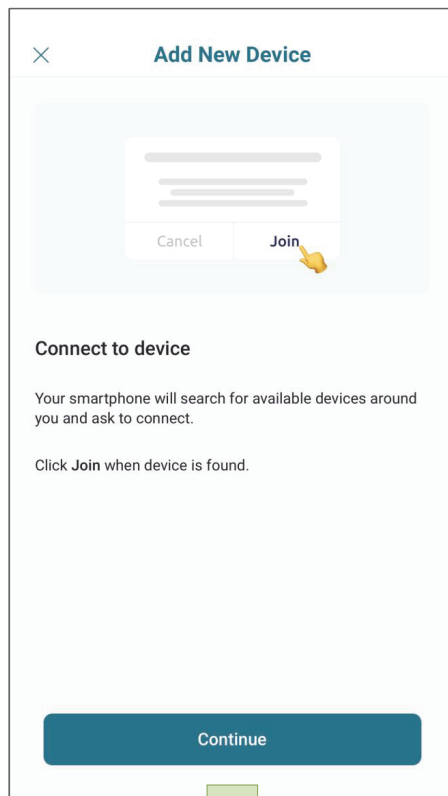 Add New Device
Cancel Join
Connect to device
Your smartphone will search for available devices around
you and ask to connect.
Click Join when device is found.
Continue